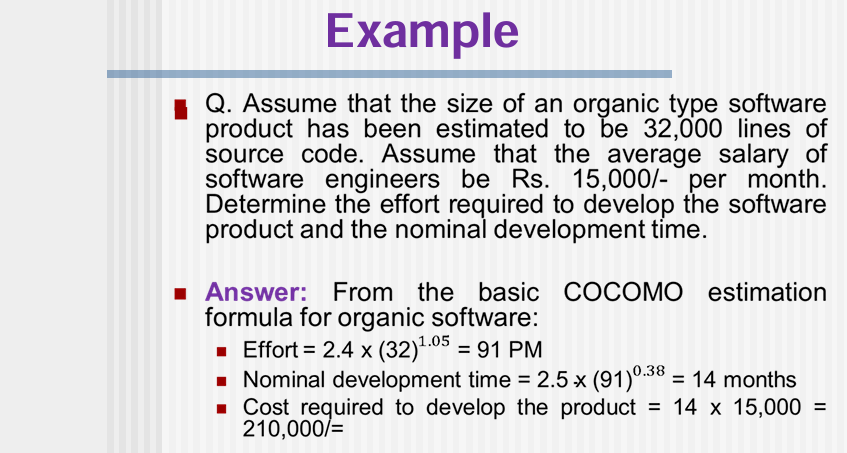 Example
Q. Assume that the size of an organic type software
product has been estimated to be 32,000 lines of
source code. Assume that the average salary of
software engineers be Rs. 15,000/- per month.
Determine the effort required to develop the software
product and the nominal development time.
Answer: From the basic COCOMO estimation
formula for organic software:
Effort = 2.4 x (32)^1.05 = 91 PM
Nominal development time = 2.5 x (91)^0.38 = 14 months
Cost required to develop the product = 14 x 15,000 =
210,000/=